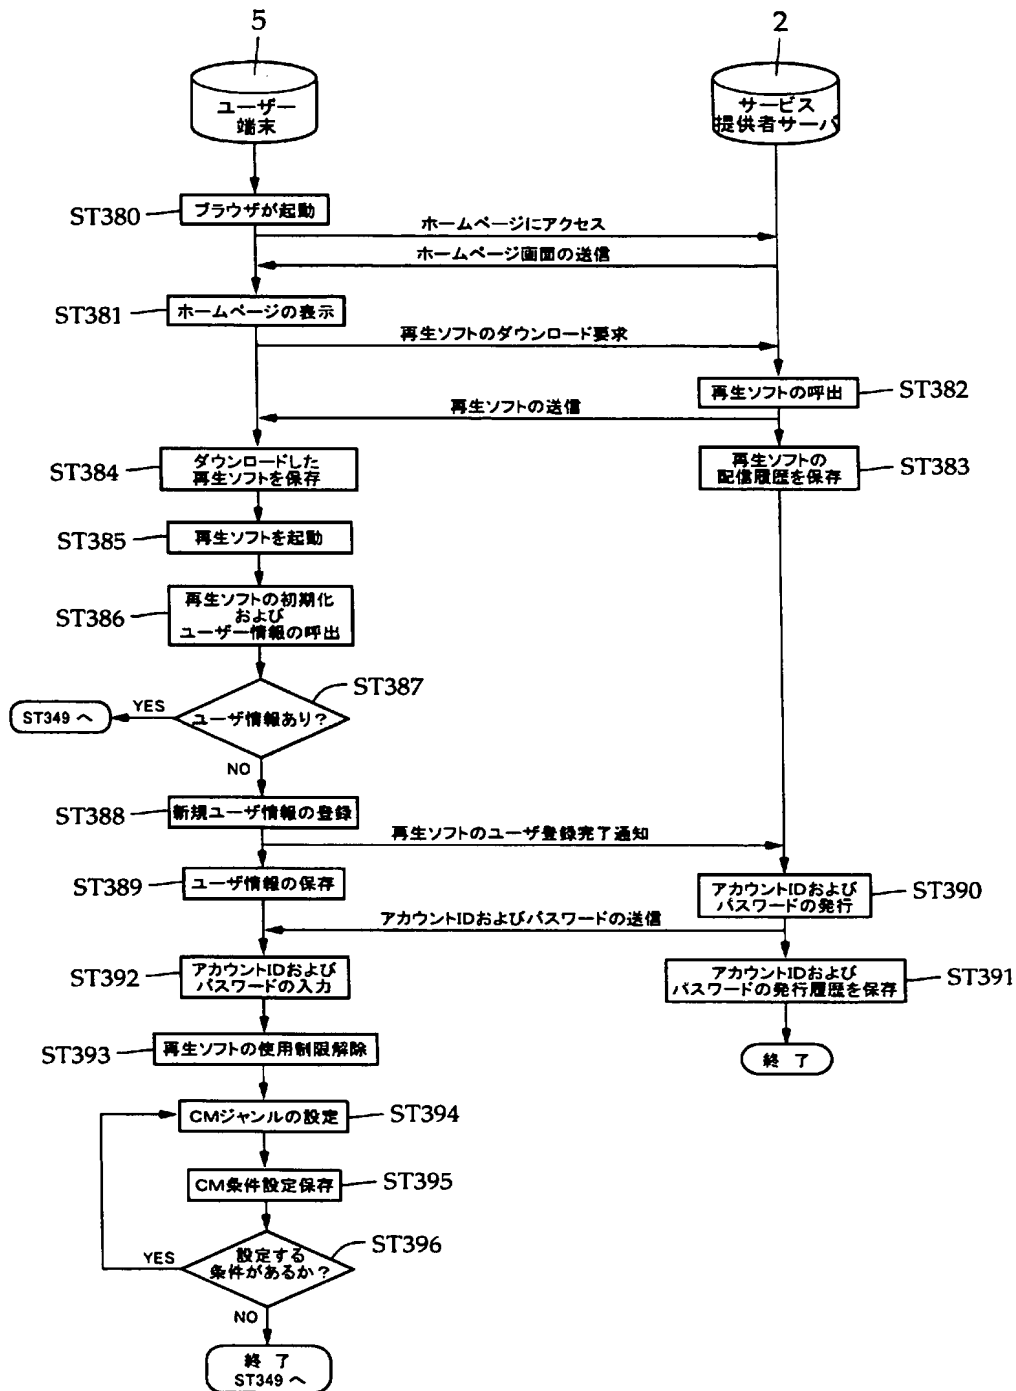 5
2
ユーザー
端末
サービス
提供者サーバ
ST380
ブラウザが起動
ホームページにアクセス
ホームページ画面の送信
ST381
ホームページの表示
再生ソフトのダウンロード要求
再生ソフトの呼出
ST382
再生ソフトの送信
ST384
ダウンロードした
再生ソフトを保存
再生ソフトの
配信履歴を保存
ST383
ST385
再生ソフトを起動
ST386
再生ソフトの初期化
および
ユーザー情報の呼出
ST387
ST349 へ
YES
ユーザ情報あり?
NO
ST388
新規ユーザ情報の登録
再生ソフトのユーザ登録完了通知
ST389
ユーザ情報の保存
アカウントIDおよび
パスワードの発行
ST390
アカウントIDおよびパスワードの送信
ST392
アカウントIDおよび
パスワードの入力
アカウントIDおよび
パスワードの発行履歴を保存
ST391
ST393
再生ソフトの使用制限解除
終 了
CMジャンルの設定
ST394
CM条件設定保存
ST395
ST396
YES
設定する
条件があるか?
NO
終 了
ST349 へ